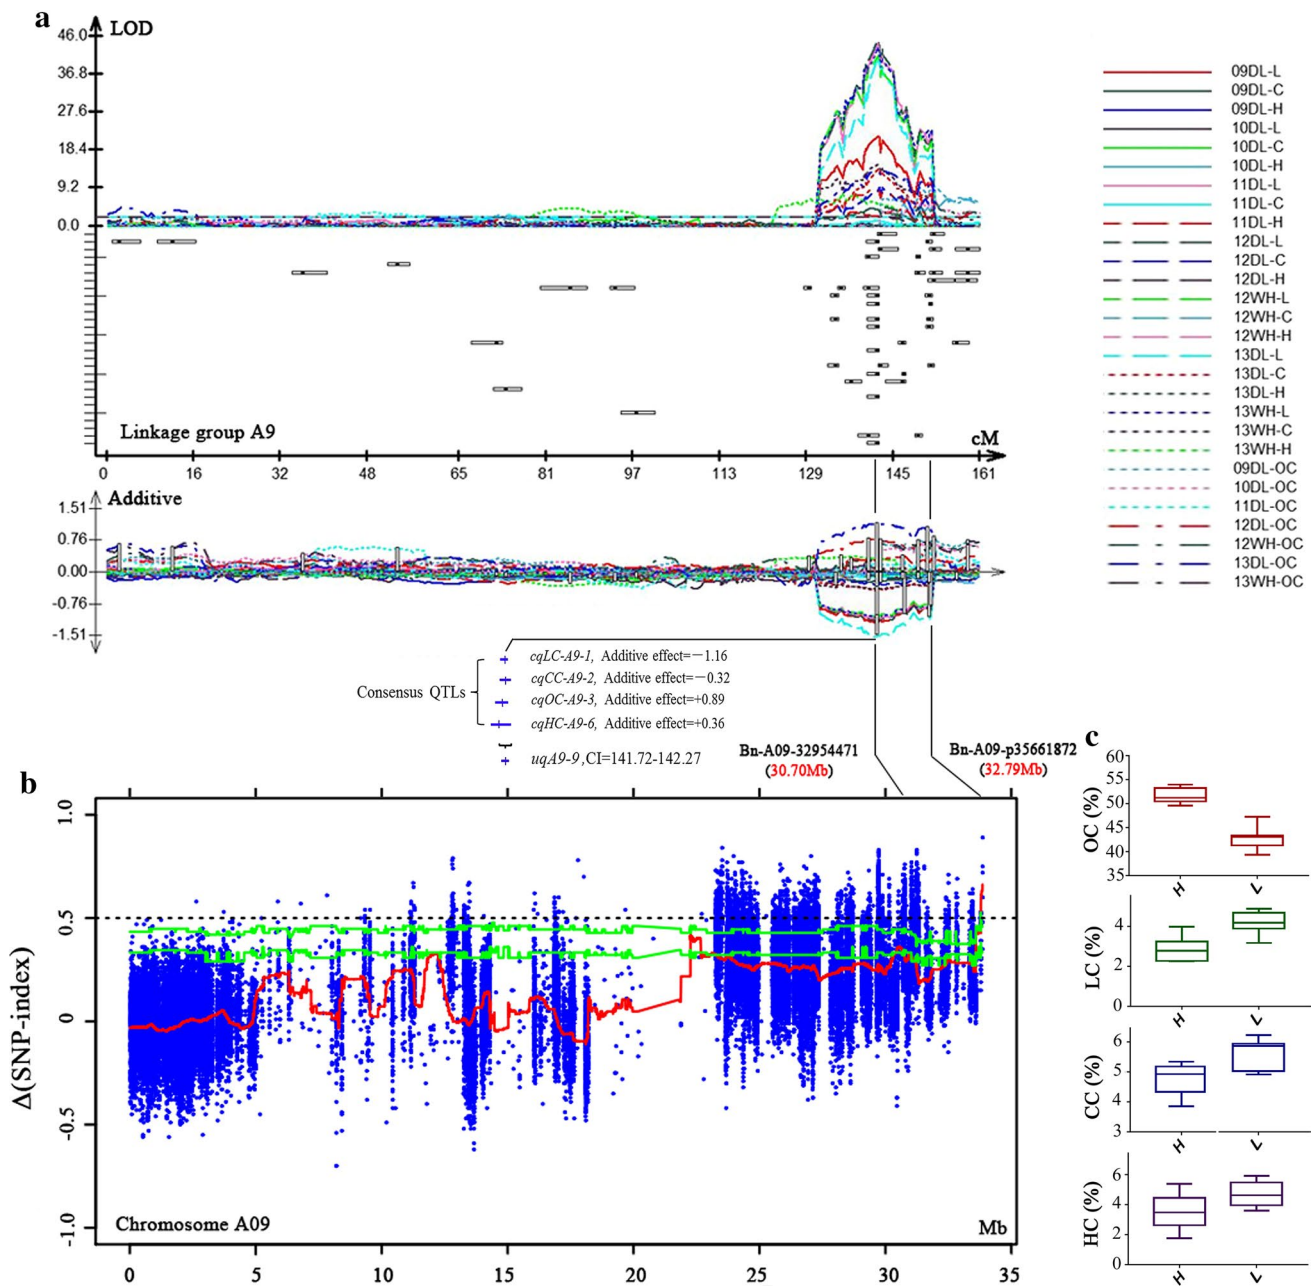 a
LOD
46.0
36.8
27.6
18.4
9.2
0.0
Linkage group A9
cM
0 16 32 48 65 81 97 113 129 145 161
09DL-L
09DL-C
09DL-H
10DL-L
10DL-C
10DL-H
11DL-L
11DL-C
11DL-H
12DL-L
12DL-C
12DL-H
12WH-L
12WH-C
12WH-H
13DL-L
13DL-C
13DL-H
13WH-L
13WH-C
13WH-H
09DL-OC
10DL-OC
11DL-OC
12DL-OC
12WH-OC
13DL-OC
13WH-OC
Additive
1.51
0.76
0.00
-0.76
-1.51
Consensus QTLs
cqLC-A9-1, Additive effect=−1.16
cqCC-A9-2, Additive effect=−0.32
cqOC-A9-3, Additive effect=+0.89
cqHC-A9-6, Additive effect=+0.36
uqA9-9,CI=141.72-142.27
Bn-A09-32954471
(30.70Mb)
Bn-A09-p35661872
(32.79Mb)
b
Δ(SNP-index)
1.0
0.5
0
-0.5
-1.0
Chromosome A09
Mb
0 5 10 15 20 25 30 35
c
OC (%)
60
55
50
45
40
35
H L
LC (%)
4
2
0
H L
CC (%)
6
5
4
3
H L
HC (%)
6
4
2
0
H L